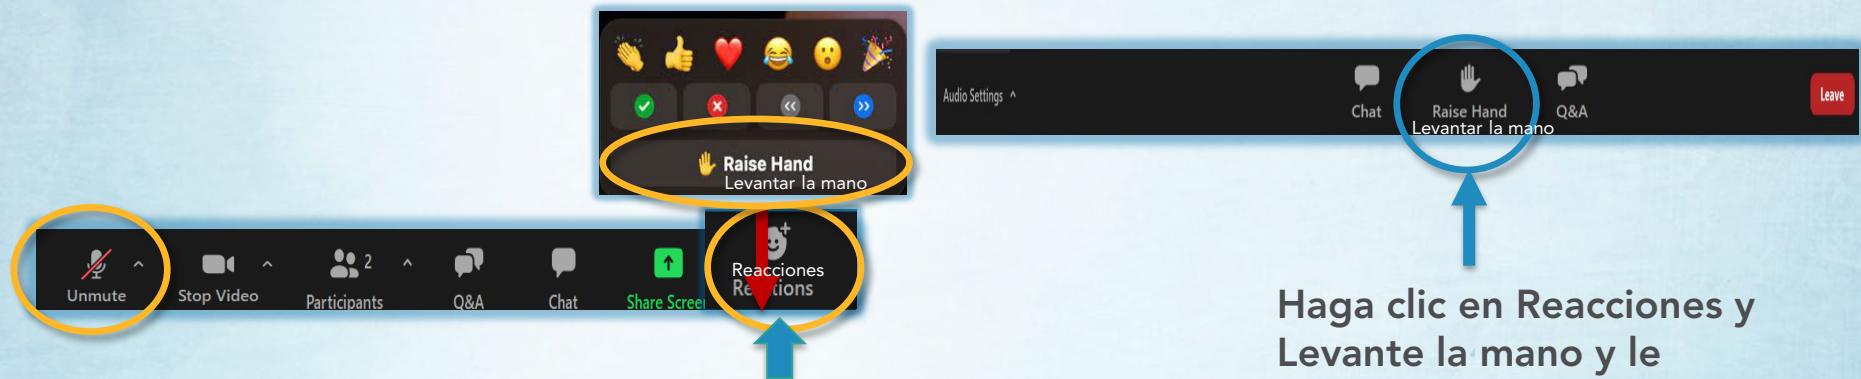 Raise Hand
Levantar la mano
Unmute
Stop Video
2
Participants
Q&A
Chat
Share Screen
Reacciones
Reactions
Audio Settings
Chat
Raise Hand
Levantar la mano
Q&A
Leave
Haga clic en Reacciones y
Levante la mano y le